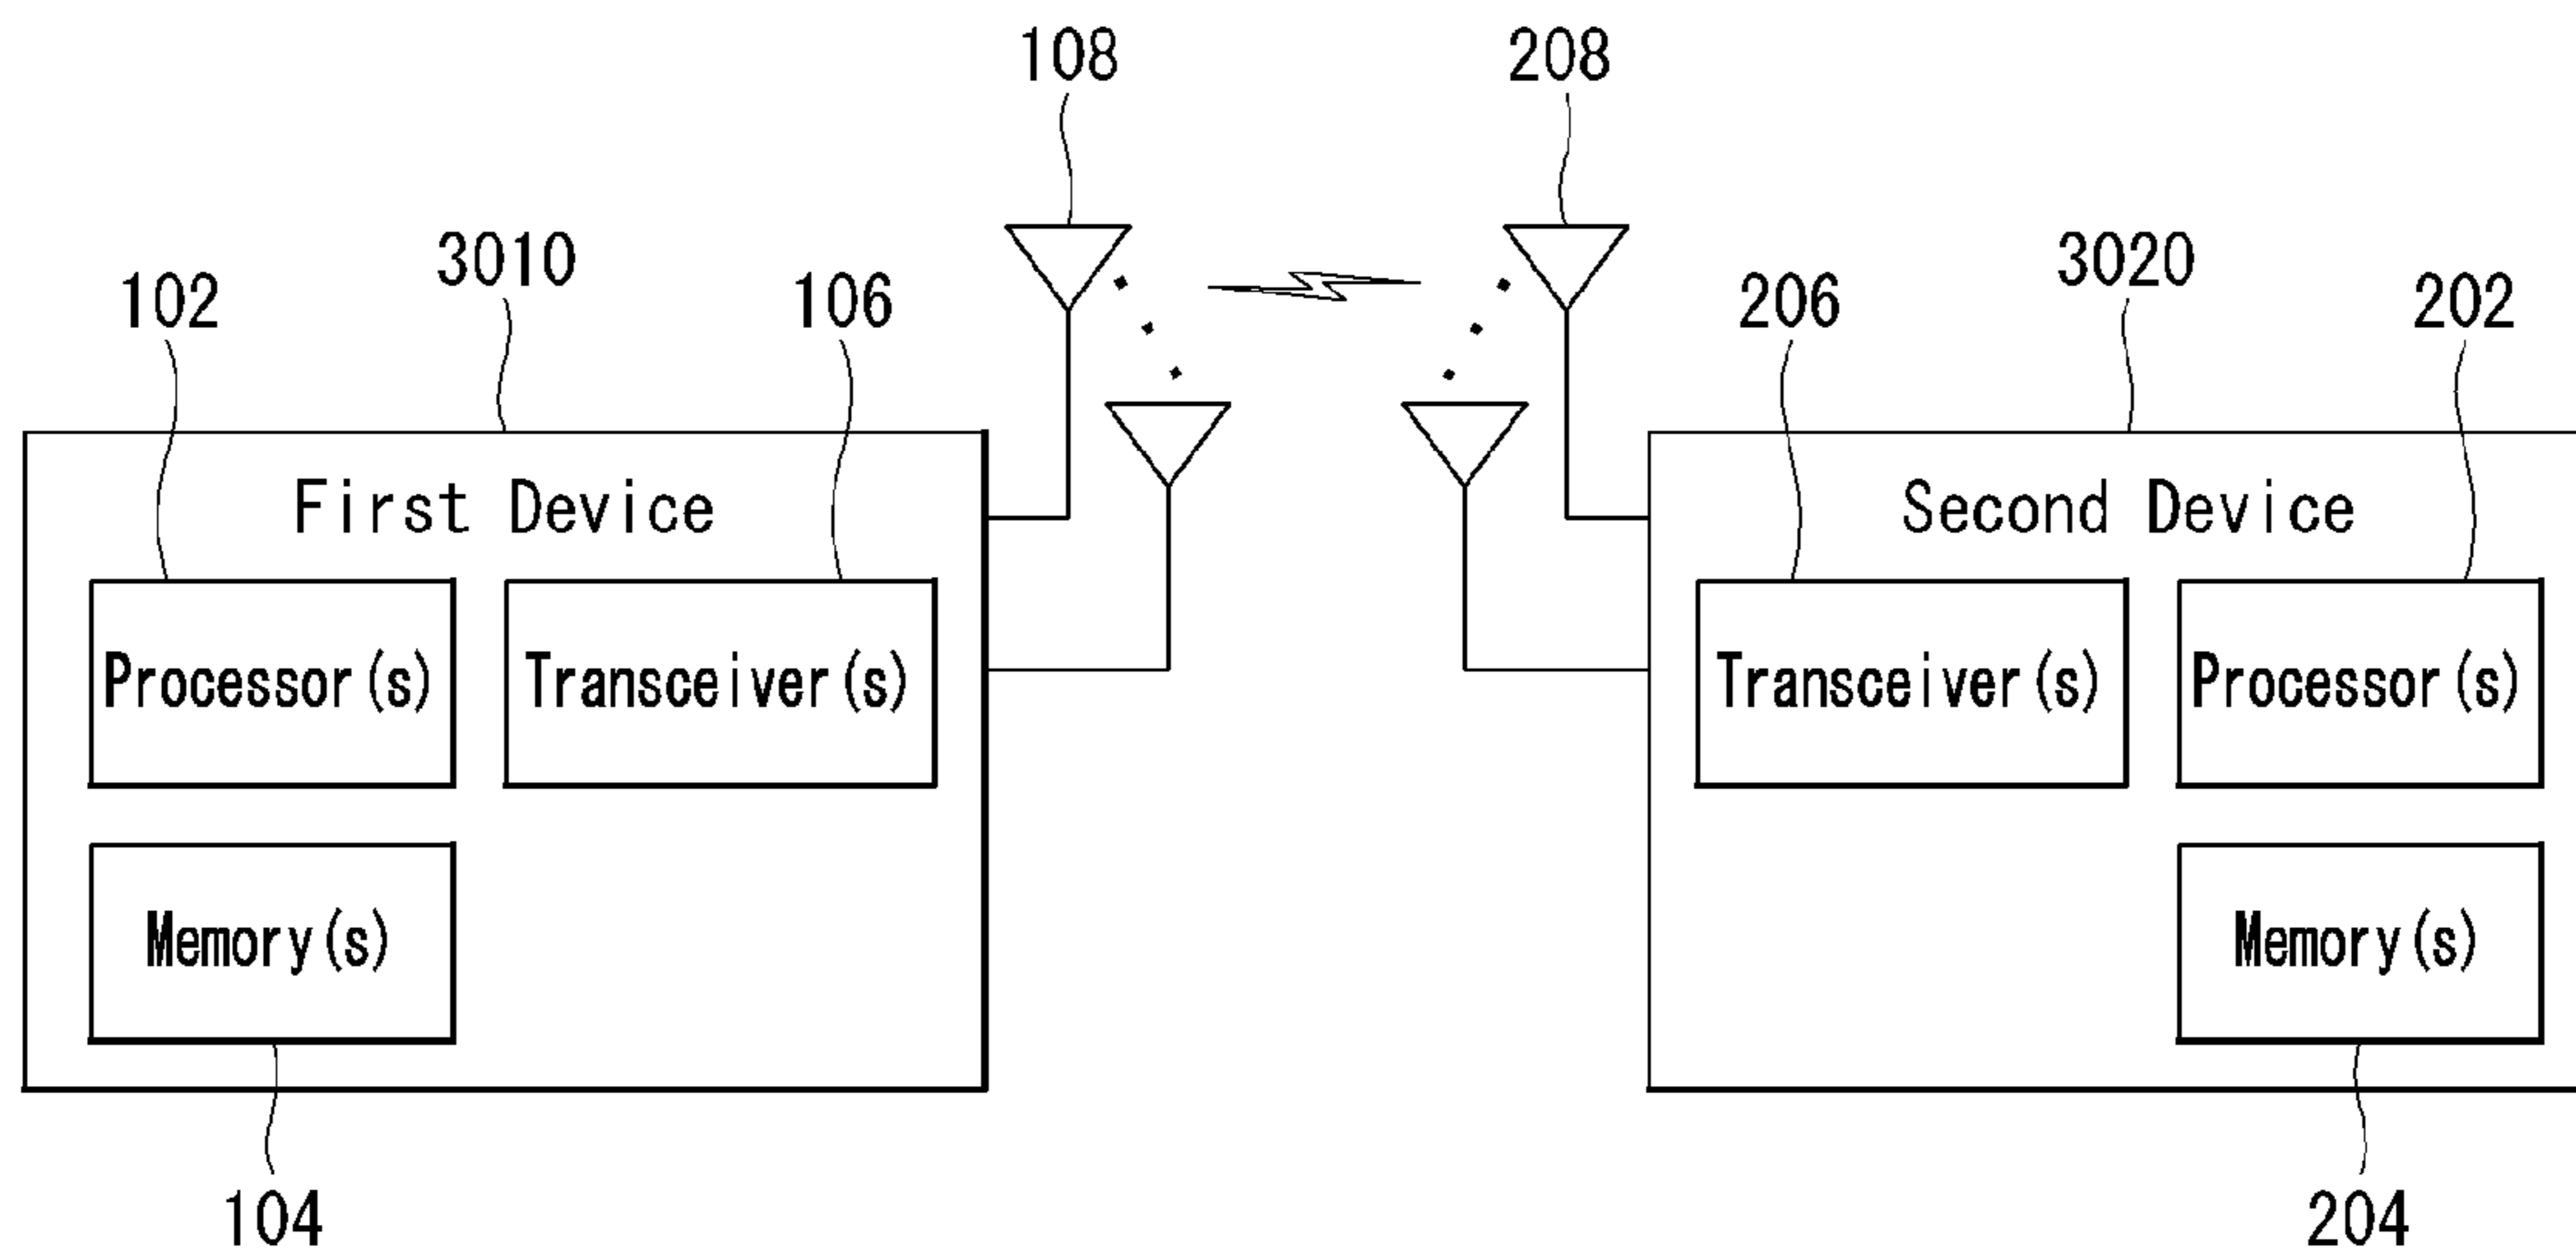 108
208
3010
3020
102
106
206
202
First Device
Second Device
Processor(s)
Transceiver(s)
Transceiver(s)
Processor(s)
Memory(s)
Memory(s)
104
204